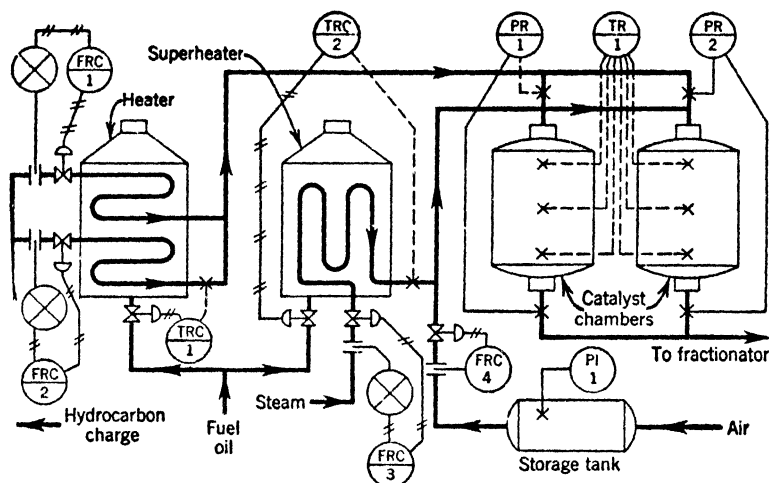 TRC
2
PR
1
TR
1
PR
2
FRC
1
Superheater
Heater
Catalyst
chambers
TRC
1
FRC
2
FRC
4
To fractionator
PI
1
Hydrocarbon
charge
Fuel
oil
Steam
FRC
3
Air
Storage tank